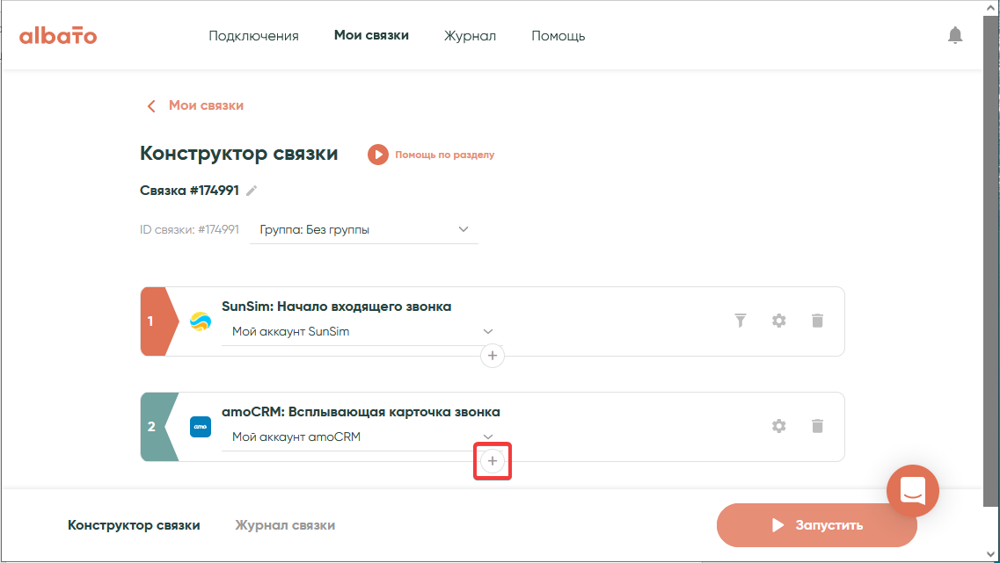 albato
Подключения
Мои связки
Журнал
Помощь
Мои связки
Конструктор связки
Помощь по разделу
Связка #174991
ID связки: #174991
Группа: Без группы
1
SunSim: Начало входящего звонка
Мой аккаунт SunSim
2
amo
amoCRM: Всплывающая карточка звонка
Мой аккаунт amoCRM
Конструктор связки
Журнал связки
Запустить